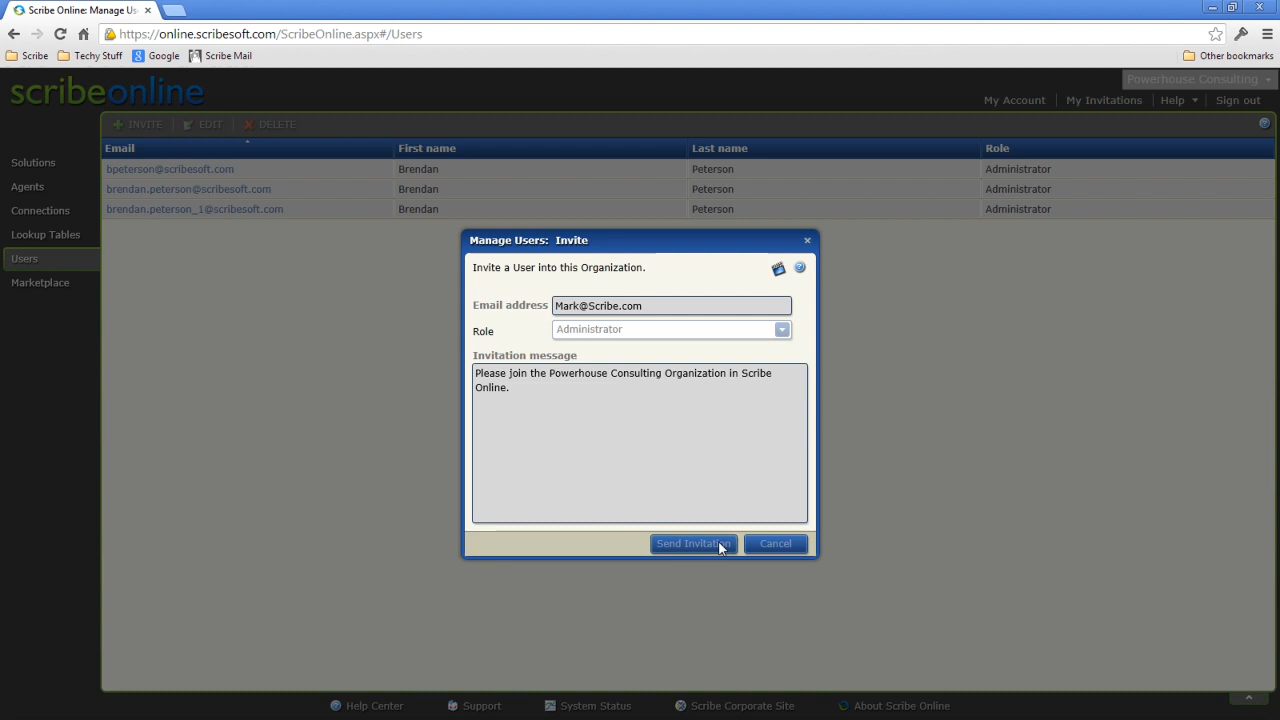 Scribe Online: Manage Us
https://online.scribesoft.com/ScribeOnline.aspx#/Users
Scribe
Techy Stuff
Google
Scribe Mail
Other bookmarks
scribeonline
Powerhouse Consulting
My Account
My Invitations
Help
Sign out
INVITE
EDIT
DELETE
Solutions
Agents
Connections
Lookup Tables
Users
Marketplace
Email First name Last name Role
bpeterson@scribesoft.com Brendan Peterson Administrator
brendan.peterson@scribesoft.com Brendan Peterson Administrator
brendan.peterson_1@scribesoft.com Brendan Peterson Administrator
Manage Users: Invite
Invite a User into this Organization.
Email address Mark@Scribe.com
Role Administrator
Invitation message
Please join the Powerhouse Consulting Organization in Scribe
Online.
Send Invitation
Cancel
Help Center
Support
System Status
Scribe Corporate Site
About Scribe Online